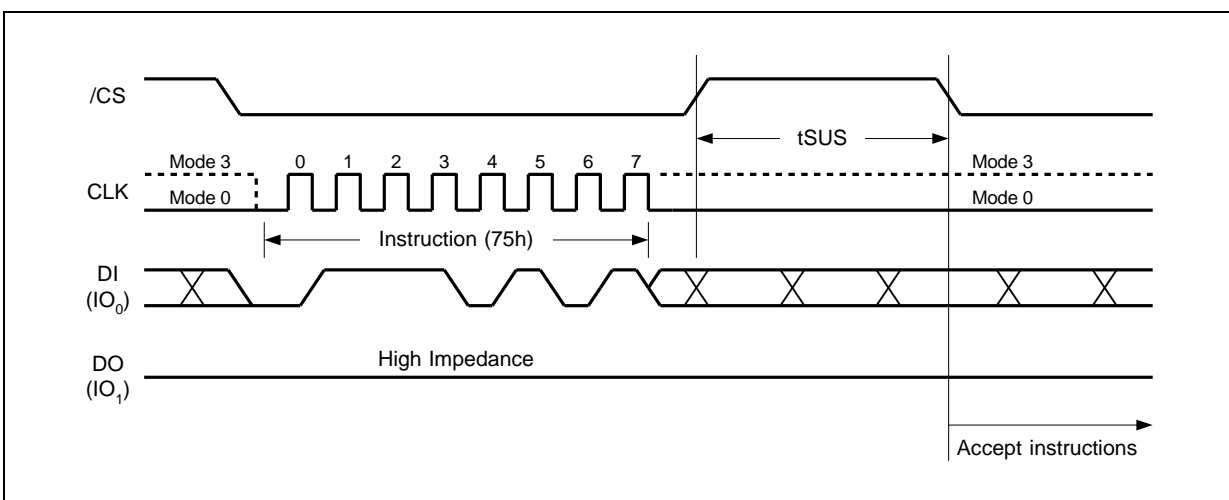 /CS
tSUS
CLK
Mode 3
0 1 2 3 4 5 6 7
Mode 3
Mode 0
Mode 0
Instruction (75h)
DI
(IO0)
High Impedance
DO
(IO1)
Accept instructions